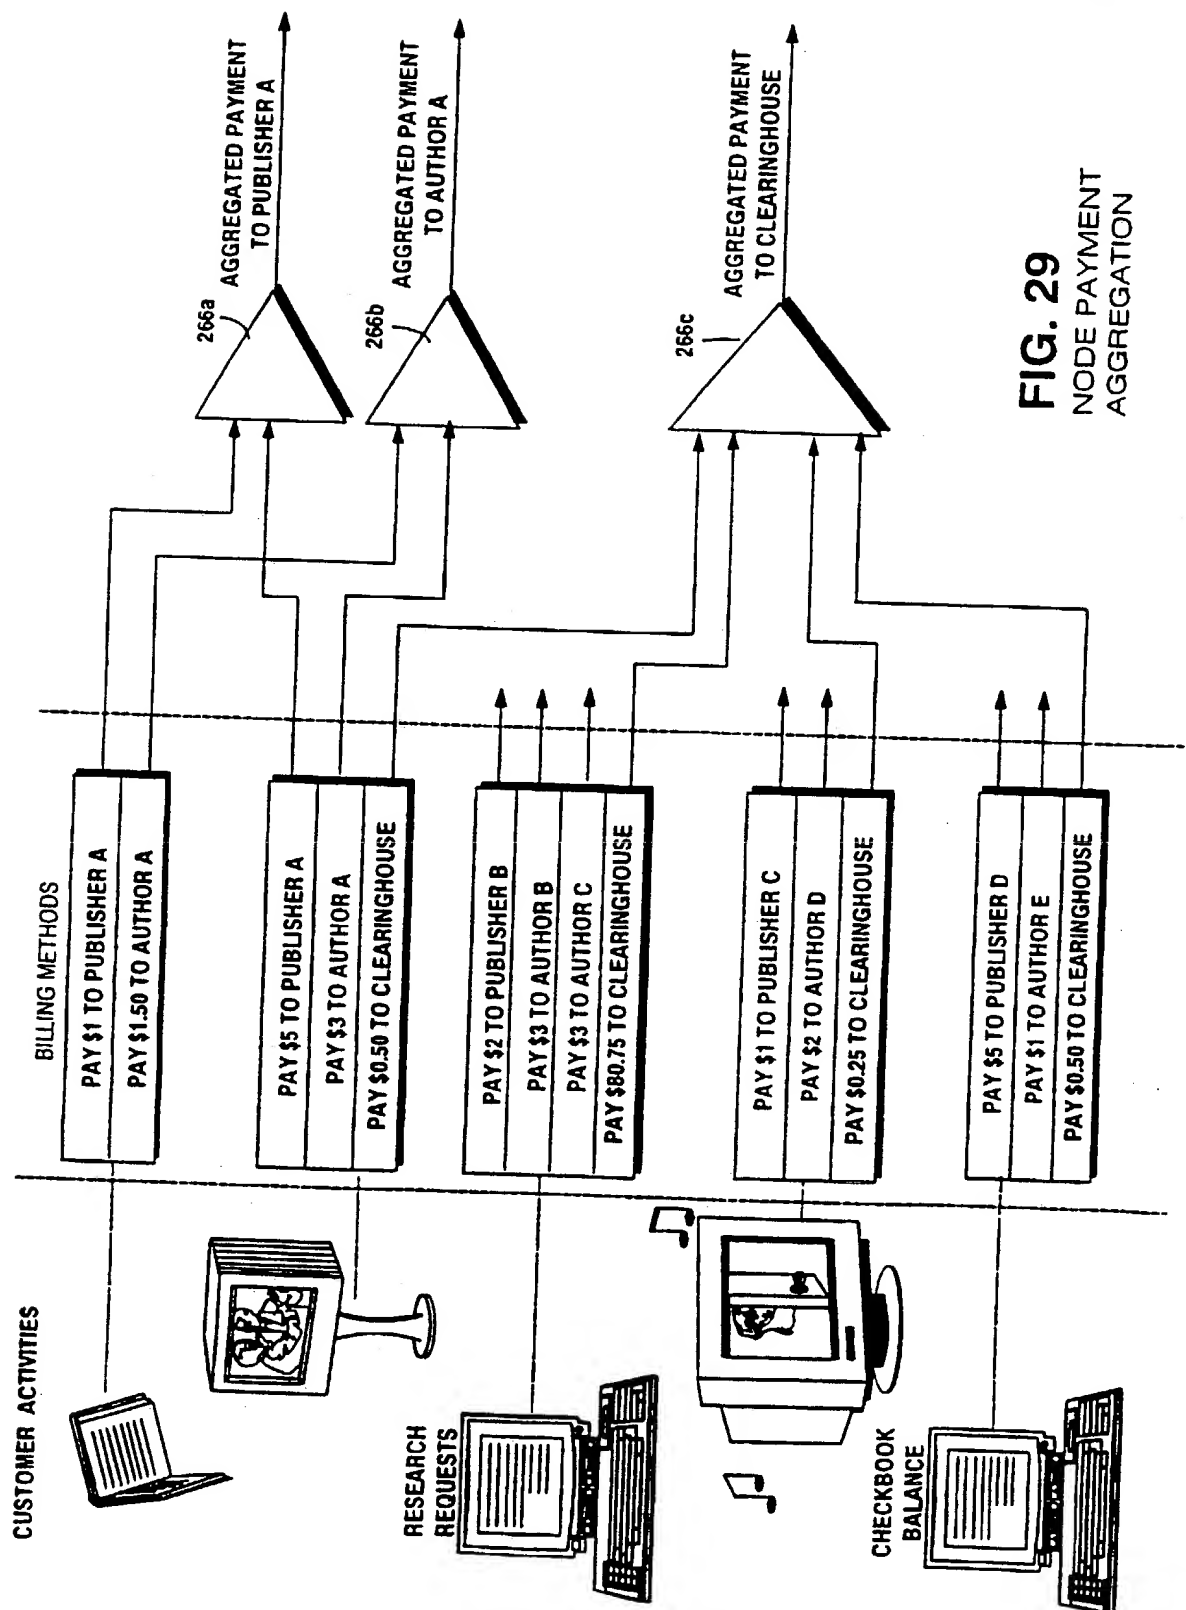 CUSTOMER ACTIVITIES
RESEARCH
REQUESTS
CHECKBOOK
BALANCE
BILLING METHODS
PAY $1 TO PUBLISHER A
PAY $1.50 TO AUTHOR A
PAY $5 TO PUBLISHER A
PAY $3 TO AUTHOR A
PAY $0.50 TO CLEARINGHOUSE
PAY $2 TO PUBLISHER B
PAY $3 TO AUTHOR B
PAY $3 TO AUTHOR C
PAY $80.75 TO CLEARINGHOUSE
PAY $1 TO PUBLISHER C
PAY $2 TO AUTHOR D
PAY $0.25 TO CLEARINGHOUSE
PAY $5 TO PUBLISHER D
PAY $1 TO AUTHOR E
PAY $0.50 TO CLEARINGHOUSE
266a
AGGREGATED PAYMENT
TO PUBLISHER A
266b
AGGREGATED PAYMENT
TO AUTHOR A
266c
AGGREGATED PAYMENT
TO CLEARINGHOUSE
FIG. 29
NODE PAYMENT
AGGREGATION